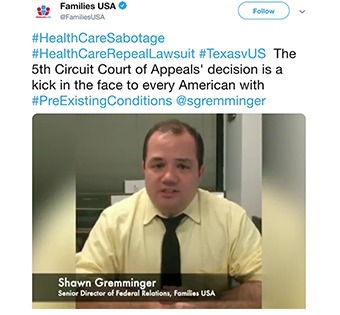 Families USA
@FamiliesUSA
Follow
#HealthCareSabotage
#HealthCareRepealLawsuit #TexasvUS The
5th Circuit Court of Appeals' decision is a
kick in the face to every American with
#PreExistingConditions @sgremminger
Shawn Gremminger
Senior Director of Federal Relations, Families USA